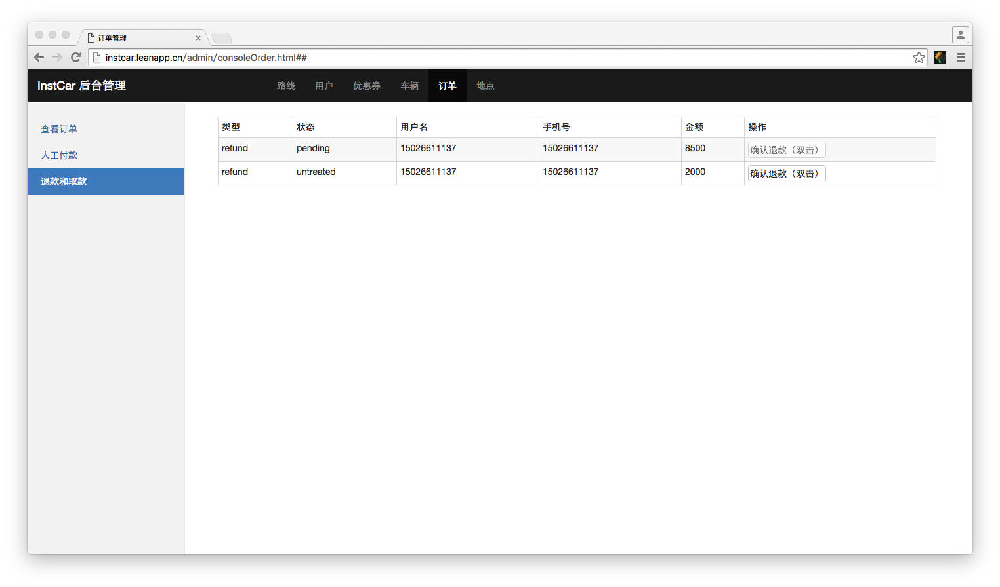 订单管理
instcar.leanapp.cn/admin/consoleOrder.html##
InstCar 后台管理 路线 用户 优惠券 车辆 订单 地点
查看订单
人工付款
退款和取款
类型 状态 用户名 手机号 金额 操作
refund pending 15026611137 15026611137 8500 确认退款（双击）
refund untreated 15026611137 15026611137 2000 确认退款（双击）